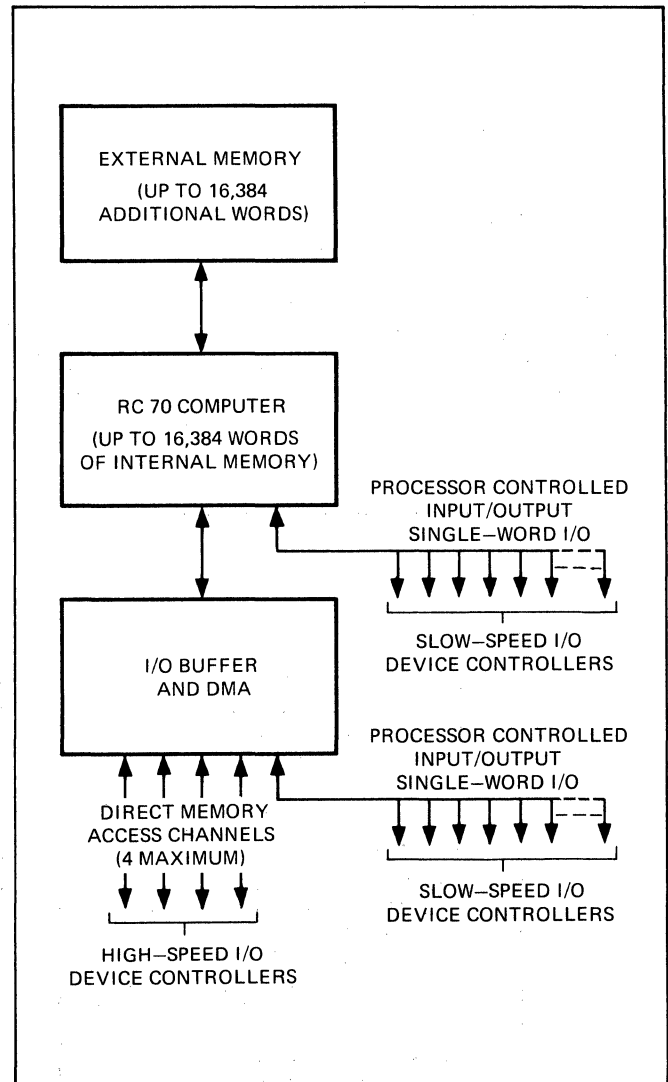 EXTERNAL MEMORY
(UP TO 16,384
ADDITIONAL WORDS)
RC 70 COMPUTER
(UP TO 16,384 WORDS
OF INTERNAL MEMORY)
PROCESSOR CONTROLLED
INPUT/OUTPUT
SINGLE–WORD I/O
SLOW–SPEED I/O
DEVICE CONTROLLERS
I/O BUFFER
AND DMA
PROCESSOR CONTROLLED
INPUT/OUTPUT
SINGLE–WORD I/O
SLOW–SPEED I/O
DEVICE CONTROLLERS
DIRECT MEMORY
ACCESS CHANNELS
(4 MAXIMUM)
HIGH–SPEED I/O
DEVICE CONTROLLERS